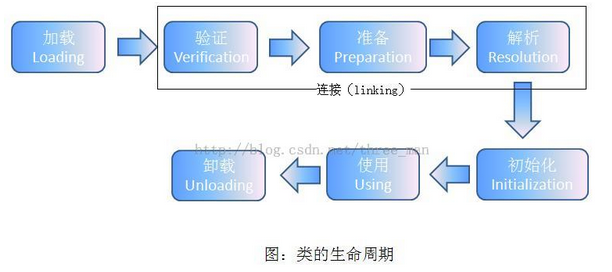 加载
Loading
验证
Verification
准备
Preparation
解析
Resolution
连接（linking）
http://blog.csdn.net/three_man
卸载
Unloading
使用
Using
初始化
Initialization
图：类的生命周期